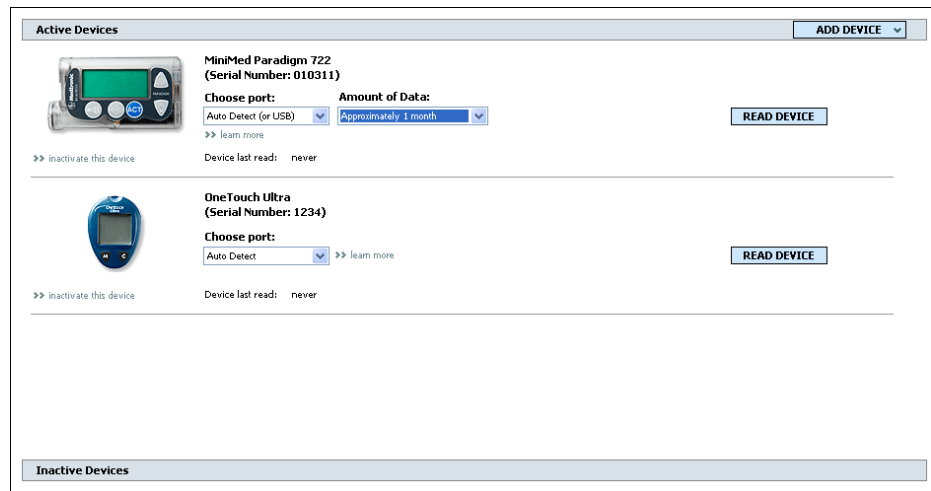 Active Devices
ADD DEVICE
MiniMed Paradigm 722
(Serial Number: 010311)
Choose port:
Amount of Data:
Auto Detect (or USB)
Approximately 1 month
READ DEVICE
>> learn more
ACT
>> inactivate this device
Device last read: never
OneTouch Ultra
(Serial Number: 1234)
Choose port:
Auto Detect
>> learn more
READ DEVICE
M
C
>> inactivate this device
Device last read: never
Inactive Devices